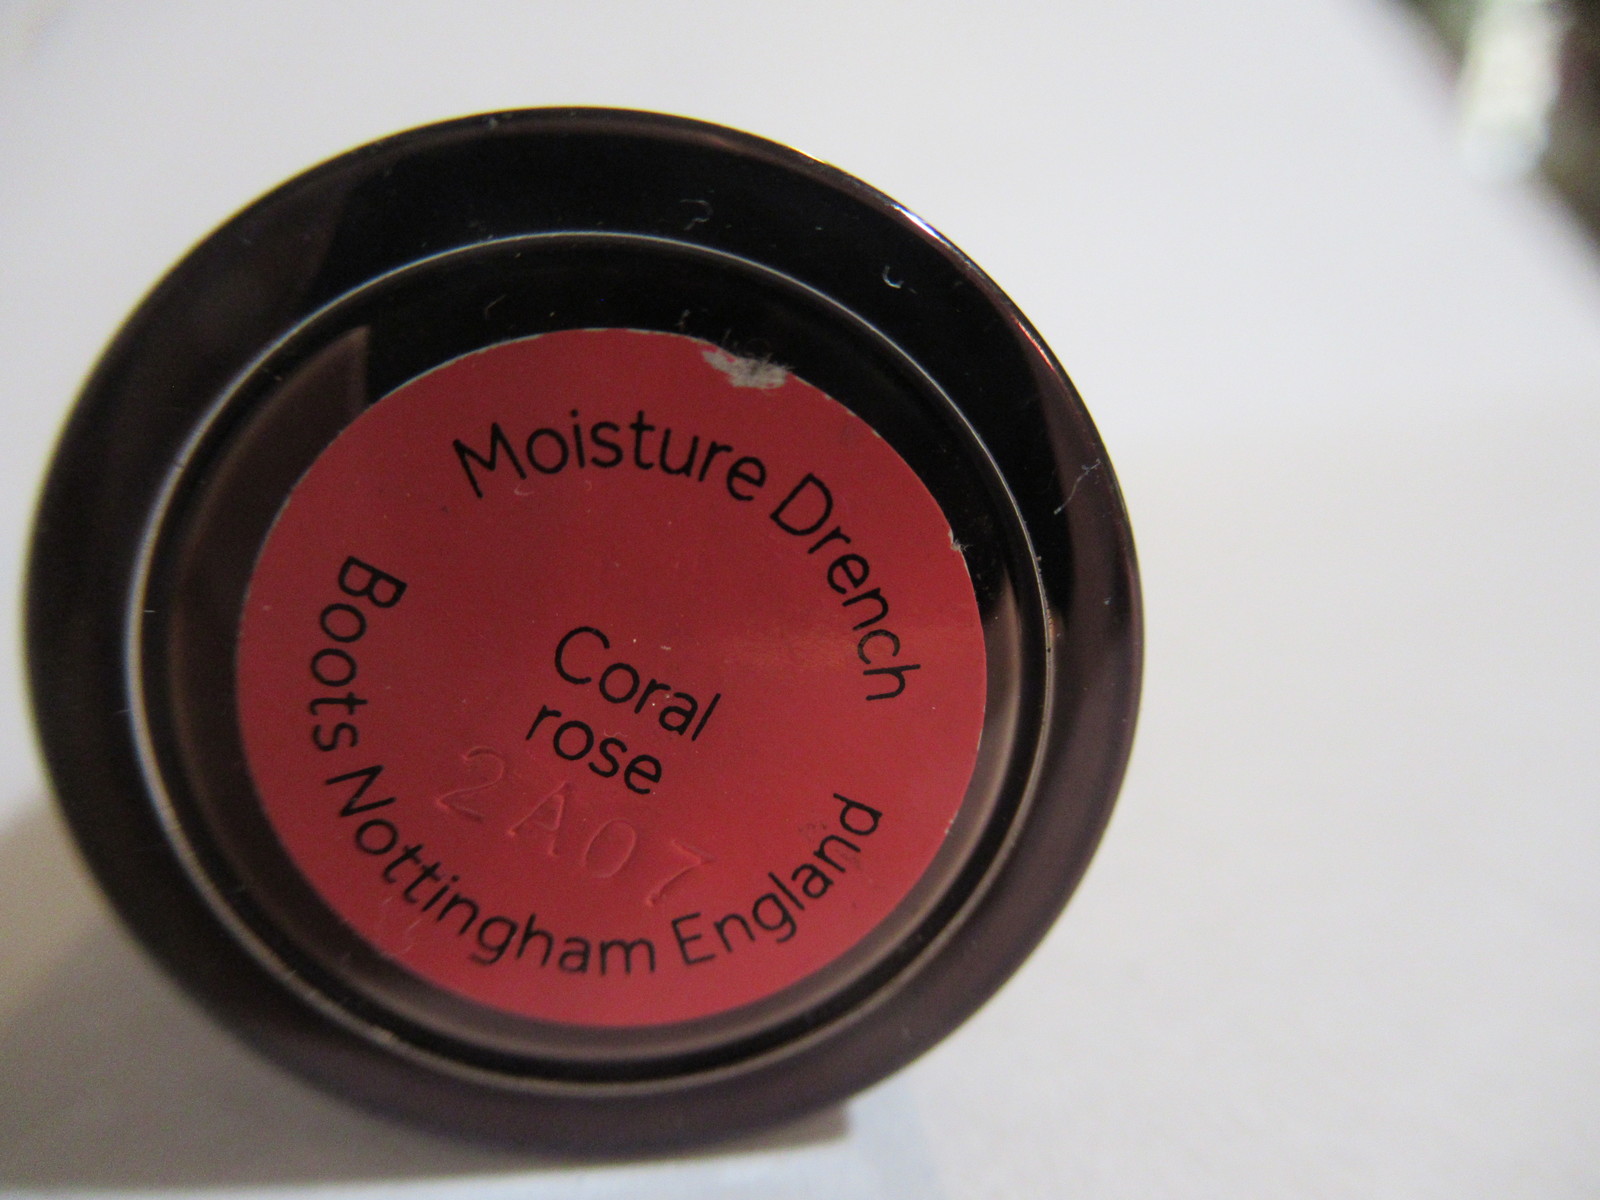 Moisture Drench
Coral
rose
2A07
Boots Nottingham England